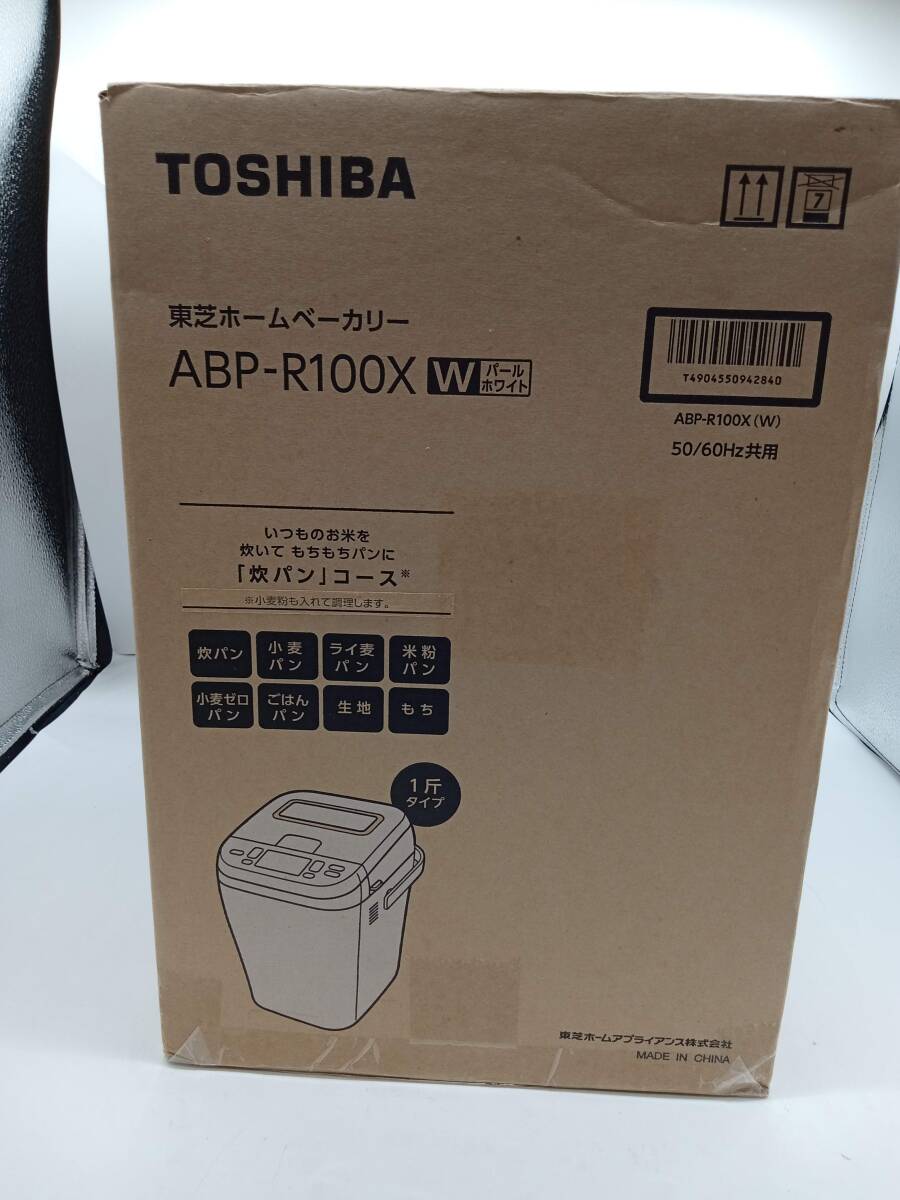 TOSHIBA
7
東芝ホームベーカリー
ABP-R100X W パール
ホワイト
T4904550942840
ABP-R100X(W)
50/60Hz共用
いつものお米を
炊いて もちもちパンに
「炊パン」コース※
※小麦粉も入れて調理します。
炊パン
小麦
パン
ライ麦
パン
米粉
パン
小麦ゼロ
パン
ごはん
パン
生地
もち
1斤
タイプ
東芝ホームアプライアンス株式会社
MADE IN CHINA